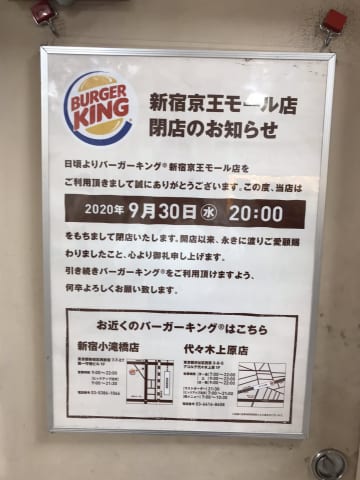 BURGER
KING
新宿京王モール店
閉店のお知らせ
日頃よりバーガーキング®新宿京王モール店を
ご利用頂きまして誠にありがとうございます。この度、当店は
2020年 9月30日㊌ 20:00
をもちまして閉店いたします。開店以来、永きに渡りご愛顧賜
わりましたこと、心より御礼申し上げます。
引き続きバーガーキング®をご利用頂けますよう、
何卒よろしくお願い致します。
お近くのバーガーキング®はこちら
新宿小滝橋店
代々木上原店